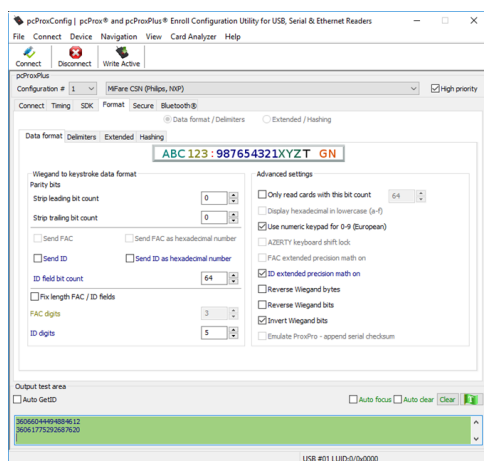 pcProxConfig | pcProx® and pcProxPlus® Enroll Configuration Utility for USB, Serial & Ethernet Readers
File Connect Device Navigation View Card Analyzer Help
Connect Disconnect Write Active
pcProxPlus
Configuration # 1 MiFare CSN (Philips, NXP) High priority
Connect Timing SDK Format Secure Bluetooth®
Data format / Delimiters Extended / Hashing
Data format Delimiters Extended Hashing
ABC123:987654321XYZT GN
Wiegand to keystroke data format
Parity bits
Strip leading bit count 0
Strip trailing bit count 0
Send FAC Send FAC as hexadecimal number
Send ID Send ID as hexadecimal number
ID field bit count 64
Fix length FAC / ID fields
FAC digits 3
ID digits 5
Advanced settings
Only read cards with this bit count 64
Display hexadecimal in lowercase (a-f)
Use numeric keypad for 0-9 (European)
AZERTY keyboard shift lock
FAC extended precision math on
ID extended precision math on
Reverse Wiegand bytes
Reverse Wiegand bits
Invert Wiegand bits
Emulate ProxPro - append serial checksum
Output test area
Auto GetID Auto focus Auto clear Clear
36066044494884612
36061775292687620
USB #01 LUID:0/0x0000